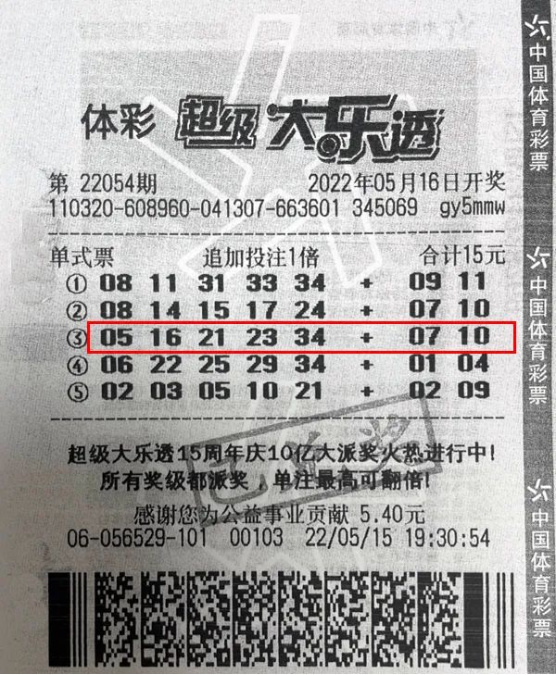 体彩 超级大乐透
第 22054期 2022年05月16日开奖
110320-608960-041307-663601 345069 gy5mmw
单式票 追加投注1倍 合计15元
① 08 11 31 33 34 + 09 11
② 08 14 15 17 24 + 07 10
③ 05 16 21 23 34 + 07 10
④ 06 22 25 29 34 + 01 04
⑤ 02 03 05 10 21 + 02 09
超级大乐透15周年庆10亿大派奖火热进行中!
所有奖级都派奖，单注最高可翻倍!
已兑奖
感谢您为公益事业贡献 5.40元
06-056529-101 00103 22/05/15 19:30:54
中国体育彩票
中国体育彩票
中国体育彩票